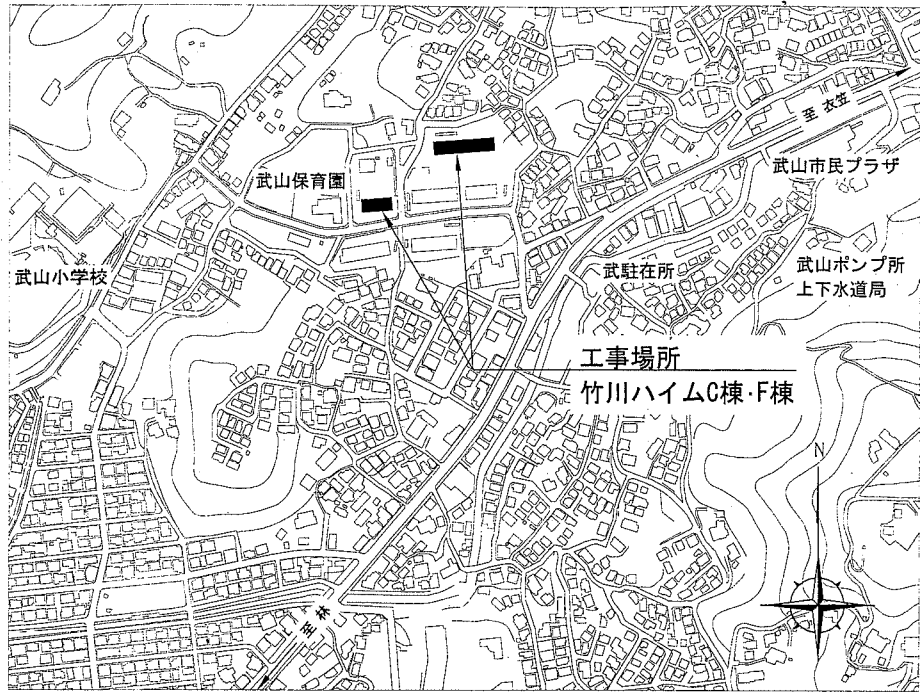 至 衣笠
武山保育園
武山市民プラザ
武山小学校
武駐在所
武山ポンプ所
上下水道局
工事場所
竹川ハイムC棟・F棟
N
至 林